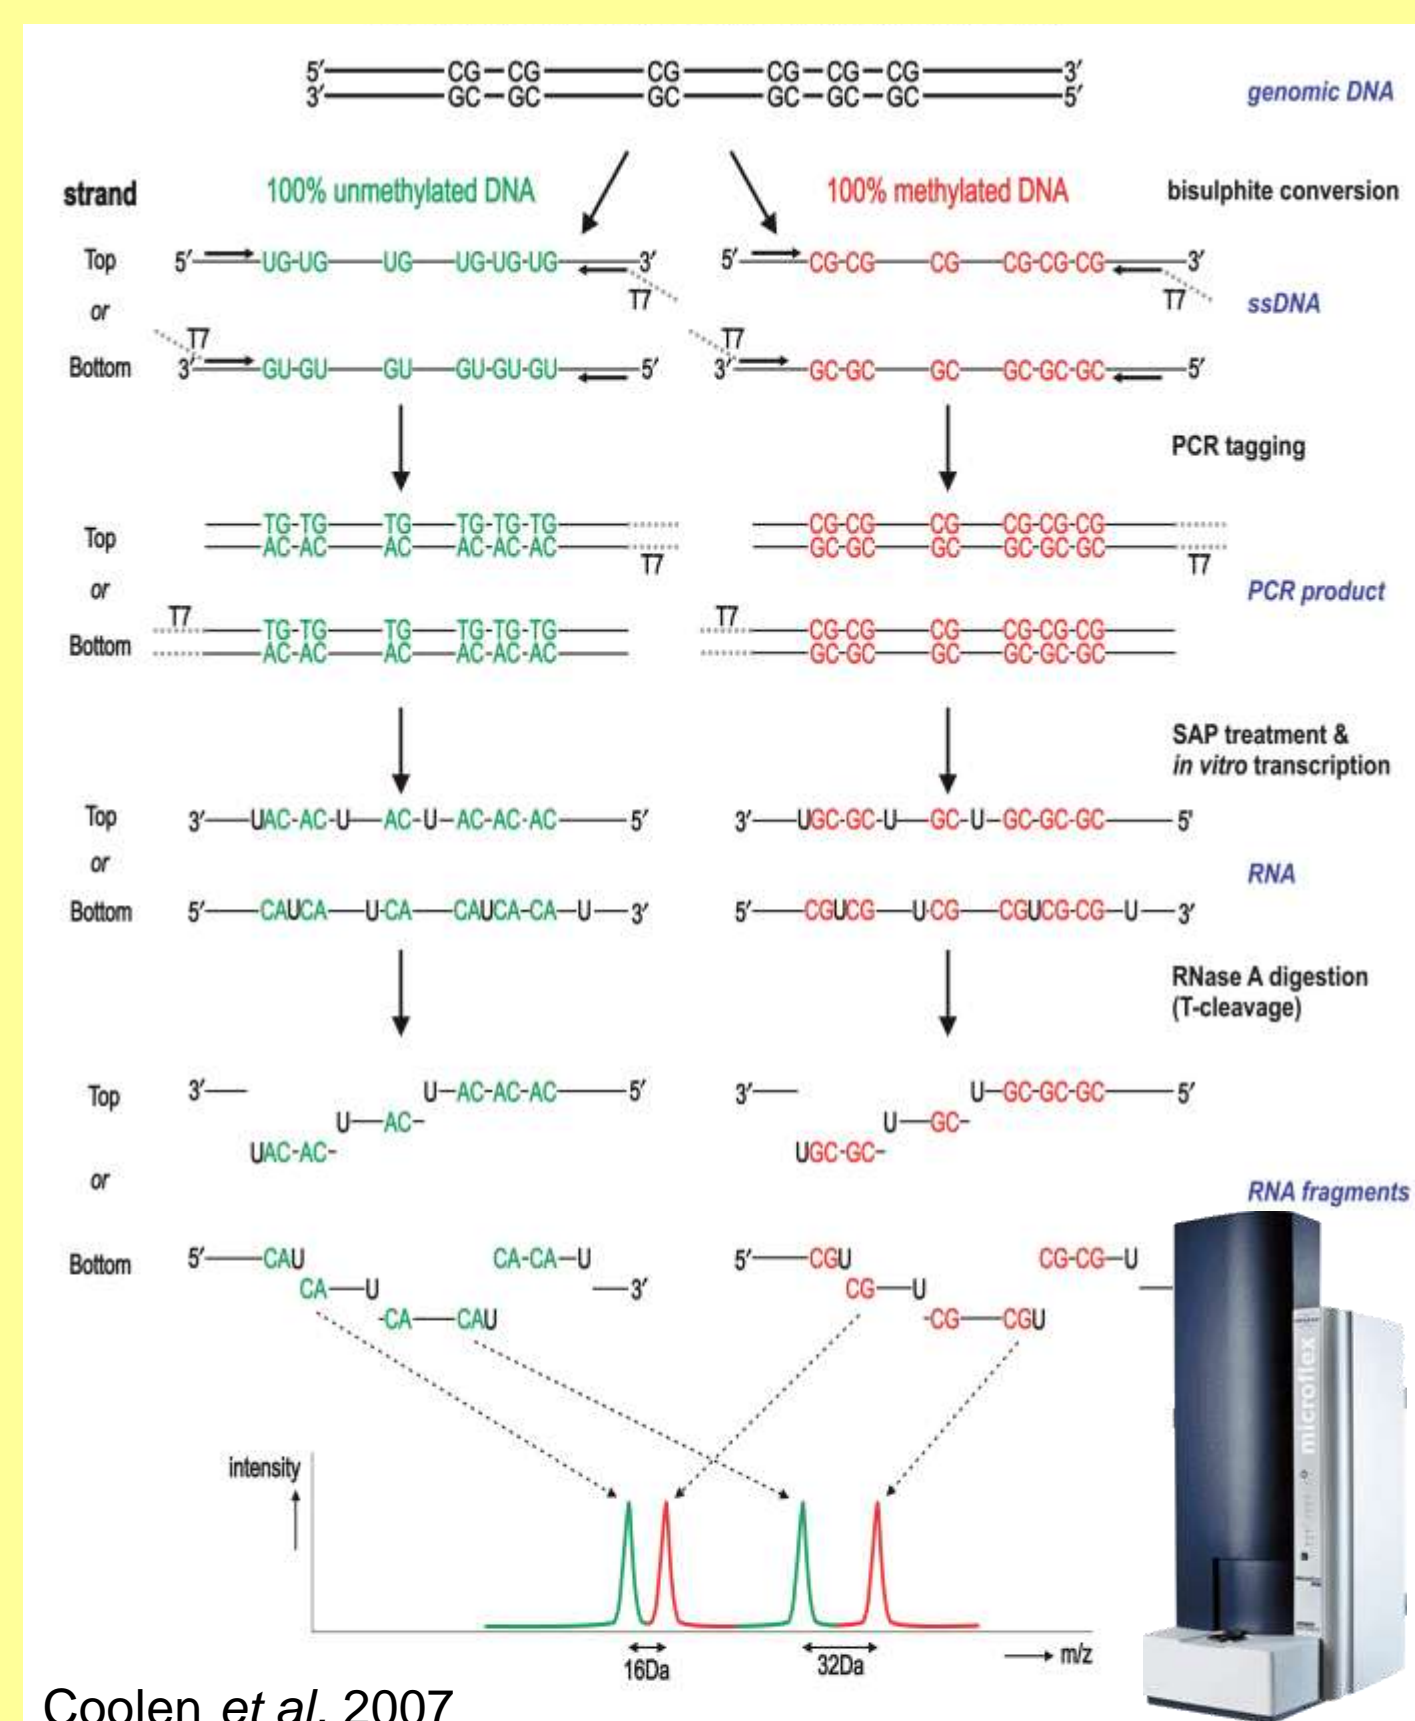 5′ CG CG CG CG CG CG 3′
3′ GC GC GC GC GC GC 5′
genomic DNA
strand 100% unmethylated DNA 100% methylated DNA bisulphite conversion
Top 5′ UG-UG UG UG-UG-UG 3′ 5′ CG-CG CG CG-CG-CG 3′
T7 T7
or ssDNA
T7 T7
Bottom 3′ GU-GU GU GU-GU-GU 5′ 3′ GC-GC GC GC-GC-GC 5′
PCR tagging
TG-TG TG TG-TG-TG CG-CG CG CG-CG-CG
Top
AC-AC AC AC-AC-AC GC-GC GC GC-GC-GC
T7 T7
or PCR product
T7 T7
TG-TG TG TG-TG-TG CG-CG CG CG-CG-CG
Bottom
AC-AC AC AC-AC-AC GC-GC GC GC-GC-GC
SAP treatment &
in vitro transcription
Top 3′ UAC-AC-U AC-U-AC-AC-AC 5′ 3′ UGC-GC-U GC-U-GC-GC-GC 5′
or RNA
Bottom 5′ CAUCA U-CA CAUCA-CA-U 3′ 5′ CGUCG U-CG CGUCG-CG-U 3′
RNase A digestion
(T-cleavage)
Top 3′ U-AC-AC-AC 5′ 3′ U-GC-GC-GC 5′
U AC- U GC-
UAC-AC- UGC-GC-
or RNA fragments
Bottom 5′ CAU CA-CA-U 5′ CGU CG-CG-U
CA U 3′ CG U
-CA CAU -CG CGU
microflex
intensity
m/z
16Da 32Da
Coolen et al. 2007